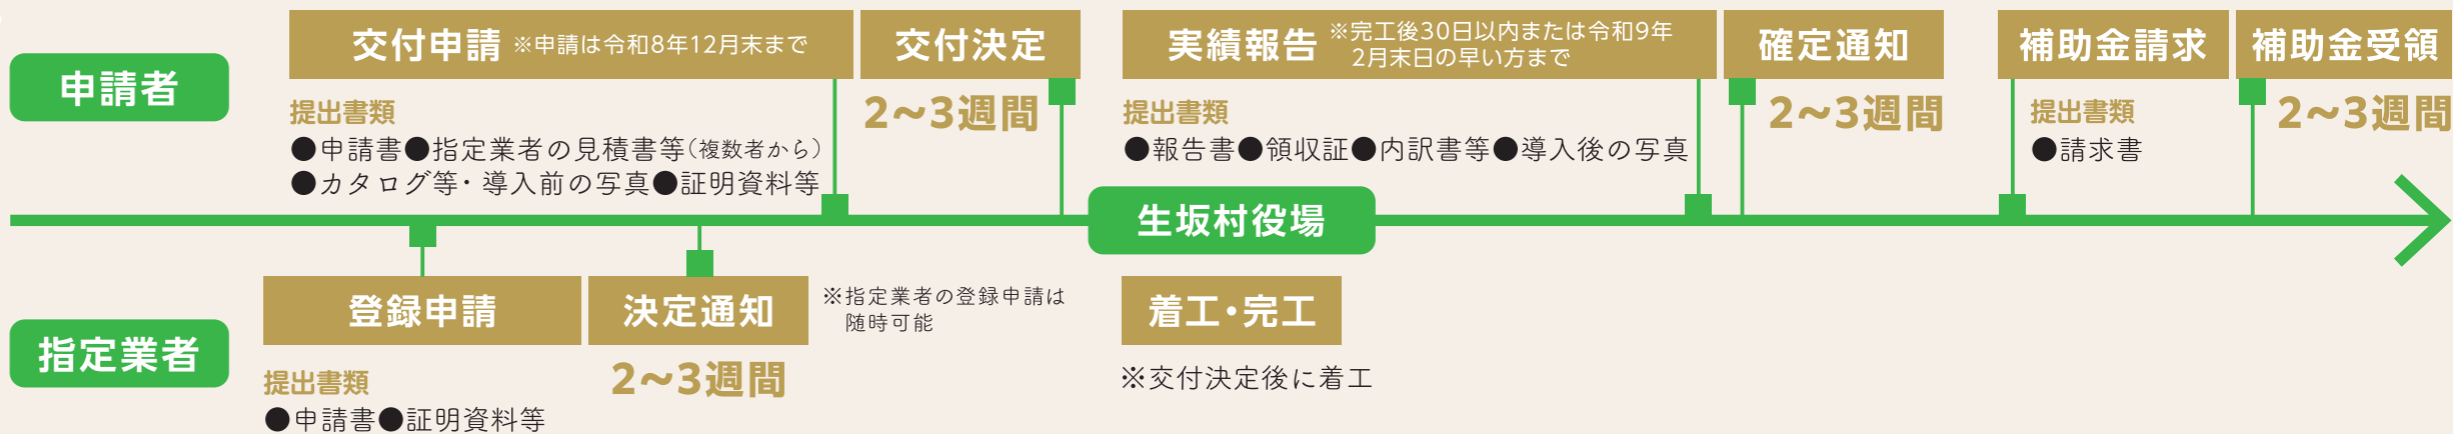 申請者
交付申請 ※申請は令和8年12月末まで
提出書類
●申請書●指定業者の見積書等(複数者から)
●カタログ等・導入前の写真●証明資料等
交付決定
2〜3週間
実績報告 ※完工後30日以内または令和9年
2月末日の早い方まで
提出書類
●報告書●領収証●内訳書等●導入後の写真
確定通知
2〜3週間
補助金請求
提出書類
●請求書
補助金受領
2〜3週間
生坂村役場
指定業者
登録申請
提出書類
●申請書●証明資料等
決定通知
2〜3週間
※指定業者の登録申請は
随時可能
着工・完工
※交付決定後に着工